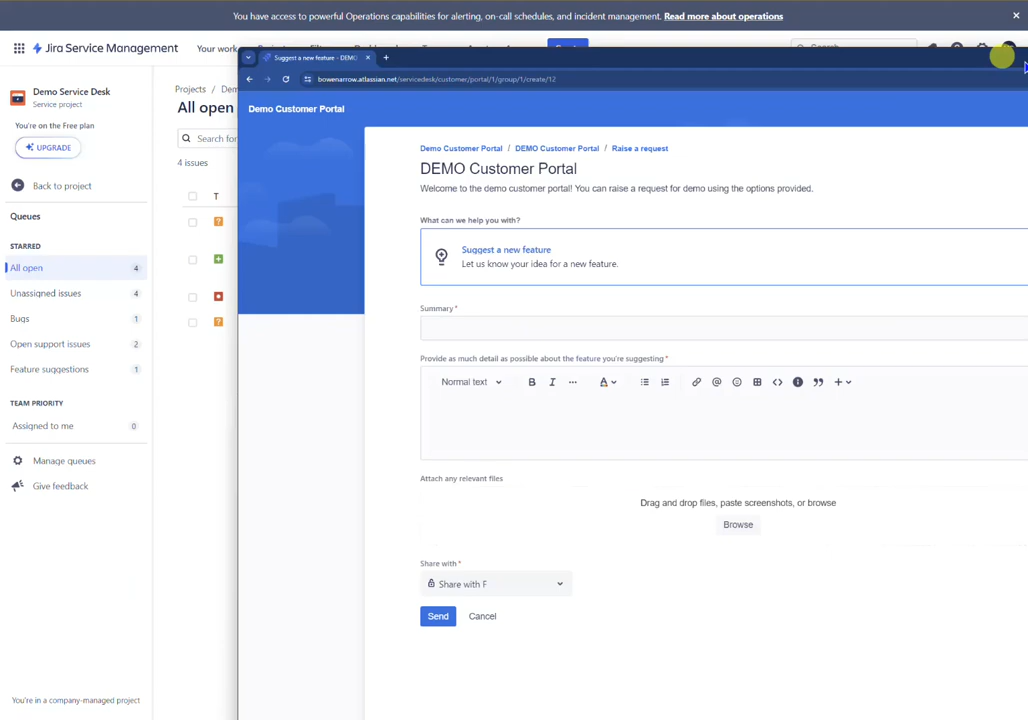 You have access to powerful Operations capabilities for alerting, on-call schedules, and incident management. Read more about operations
Jira Service Management
Your work
Search
Demo Service Desk
Service project
You're on the Free plan
UPGRADE
Back to project
Queues
STARRED
All open 4
Unassigned issues 4
Bugs 1
Open support issues 2
Feature suggestions 1
TEAM PRIORITY
Assigned to me 0
Manage queues
Give feedback
You're in a company-managed project
Projects / Dem
All open
Search for
4 issues
T
Suggest a new feature - DEMO
bowenarrow.atlassian.net/servicedesk/customer/portal/1/group/1/create/12
Demo Customer Portal
Demo Customer Portal / DEMO Customer Portal / Raise a request
DEMO Customer Portal
Welcome to the demo customer portal! You can raise a request for demo using the options provided.
What can we help you with?
Suggest a new feature
Let us know your idea for a new feature.
Summary *
Provide as much detail as possible about the feature you're suggesting *
Normal text B I ... A
Attach any relevant files
Drag and drop files, paste screenshots, or browse
Browse
Share with *
Share with F
Send Cancel